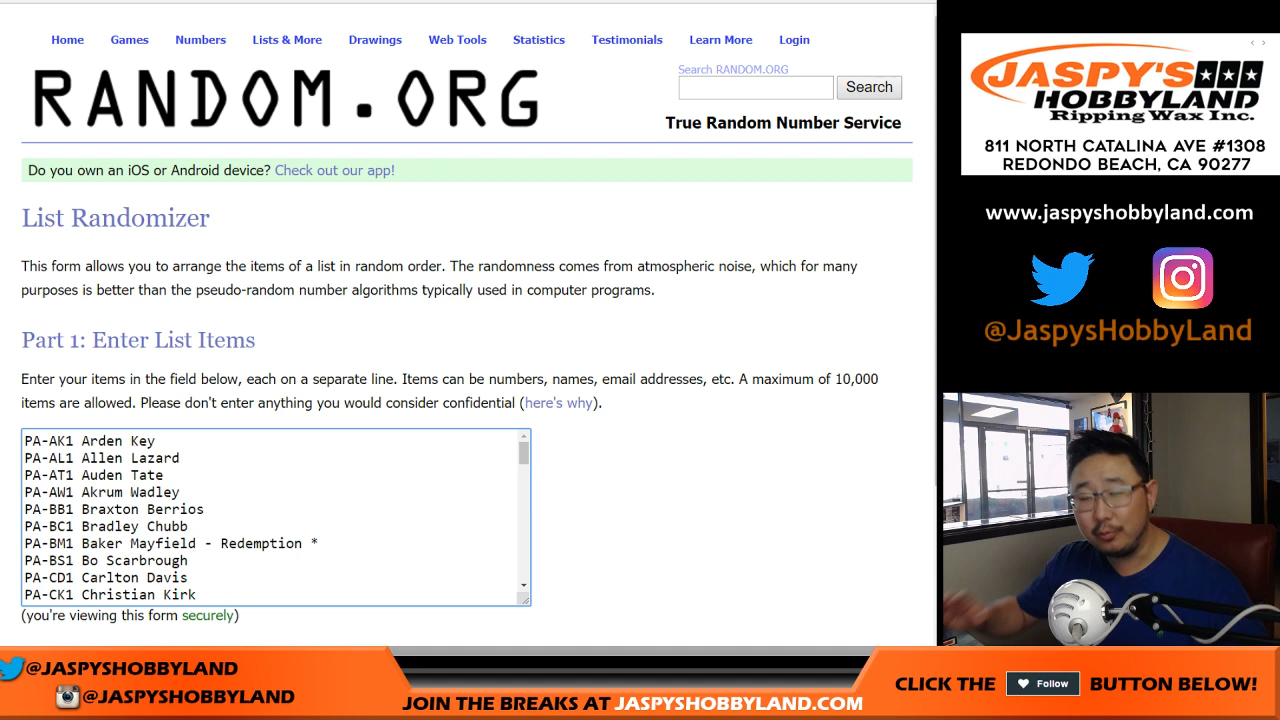 Home Games Numbers Lists & More Drawings Web Tools Statistics Testimonials Learn More Login
RANDOM.ORG
Search RANDOM.ORG
Search
True Random Number Service
Do you own an iOS or Android device? Check out our app!
List Randomizer
This form allows you to arrange the items of a list in random order. The randomness comes from atmospheric noise, which for many
purposes is better than the pseudo-random number algorithms typically used in computer programs.
Part 1: Enter List Items
Enter your items in the field below, each on a separate line. Items can be numbers, names, email addresses, etc. A maximum of 10,000
items are allowed. Please don't enter anything you would consider confidential (here's why).
PA-AK1 Arden Key
PA-AL1 Allen Lazard
PA-AT1 Auden Tate
PA-AW1 Akrum Wadley
PA-BB1 Braxton Berrios
PA-BC1 Bradley Chubb
PA-BM1 Baker Mayfield - Redemption *
PA-BS1 Bo Scarbrough
PA-CD1 Carlton Davis
PA-CK1 Christian Kirk
(you're viewing this form securely)
JASPY'S
HOBBYLAND
Ripping Wax Inc.
811 NORTH CATALINA AVE #1308
REDONDO BEACH, CA 90277
www.jaspyshobbyland.com
@JaspysHobbyLand
@JASPYSHOBBYLAND
@JASPYSHOBBYLAND
JOIN THE BREAKS AT JASPYSHOBBYLAND.COM
CLICK THE Follow BUTTON BELOW!